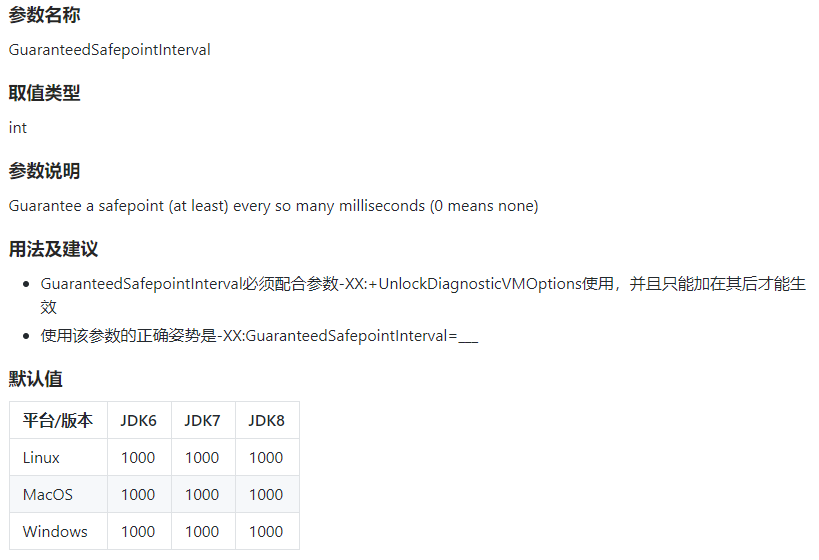 参数名称
GuaranteedSafepointInterval
取值类型
int
参数说明
Guarantee a safepoint (at least) every so many milliseconds (0 means none)
用法及建议
GuaranteedSafepointInterval必须配合参数-XX:+UnlockDiagnosticVMOptions使用，并且只能加在其后才能生
效
使用该参数的正确姿势是-XX:GuaranteedSafepointInterval=___
默认值
平台/版本 JDK6 JDK7 JDK8
Linux 1000 1000 1000
MacOS 1000 1000 1000
Windows 1000 1000 1000